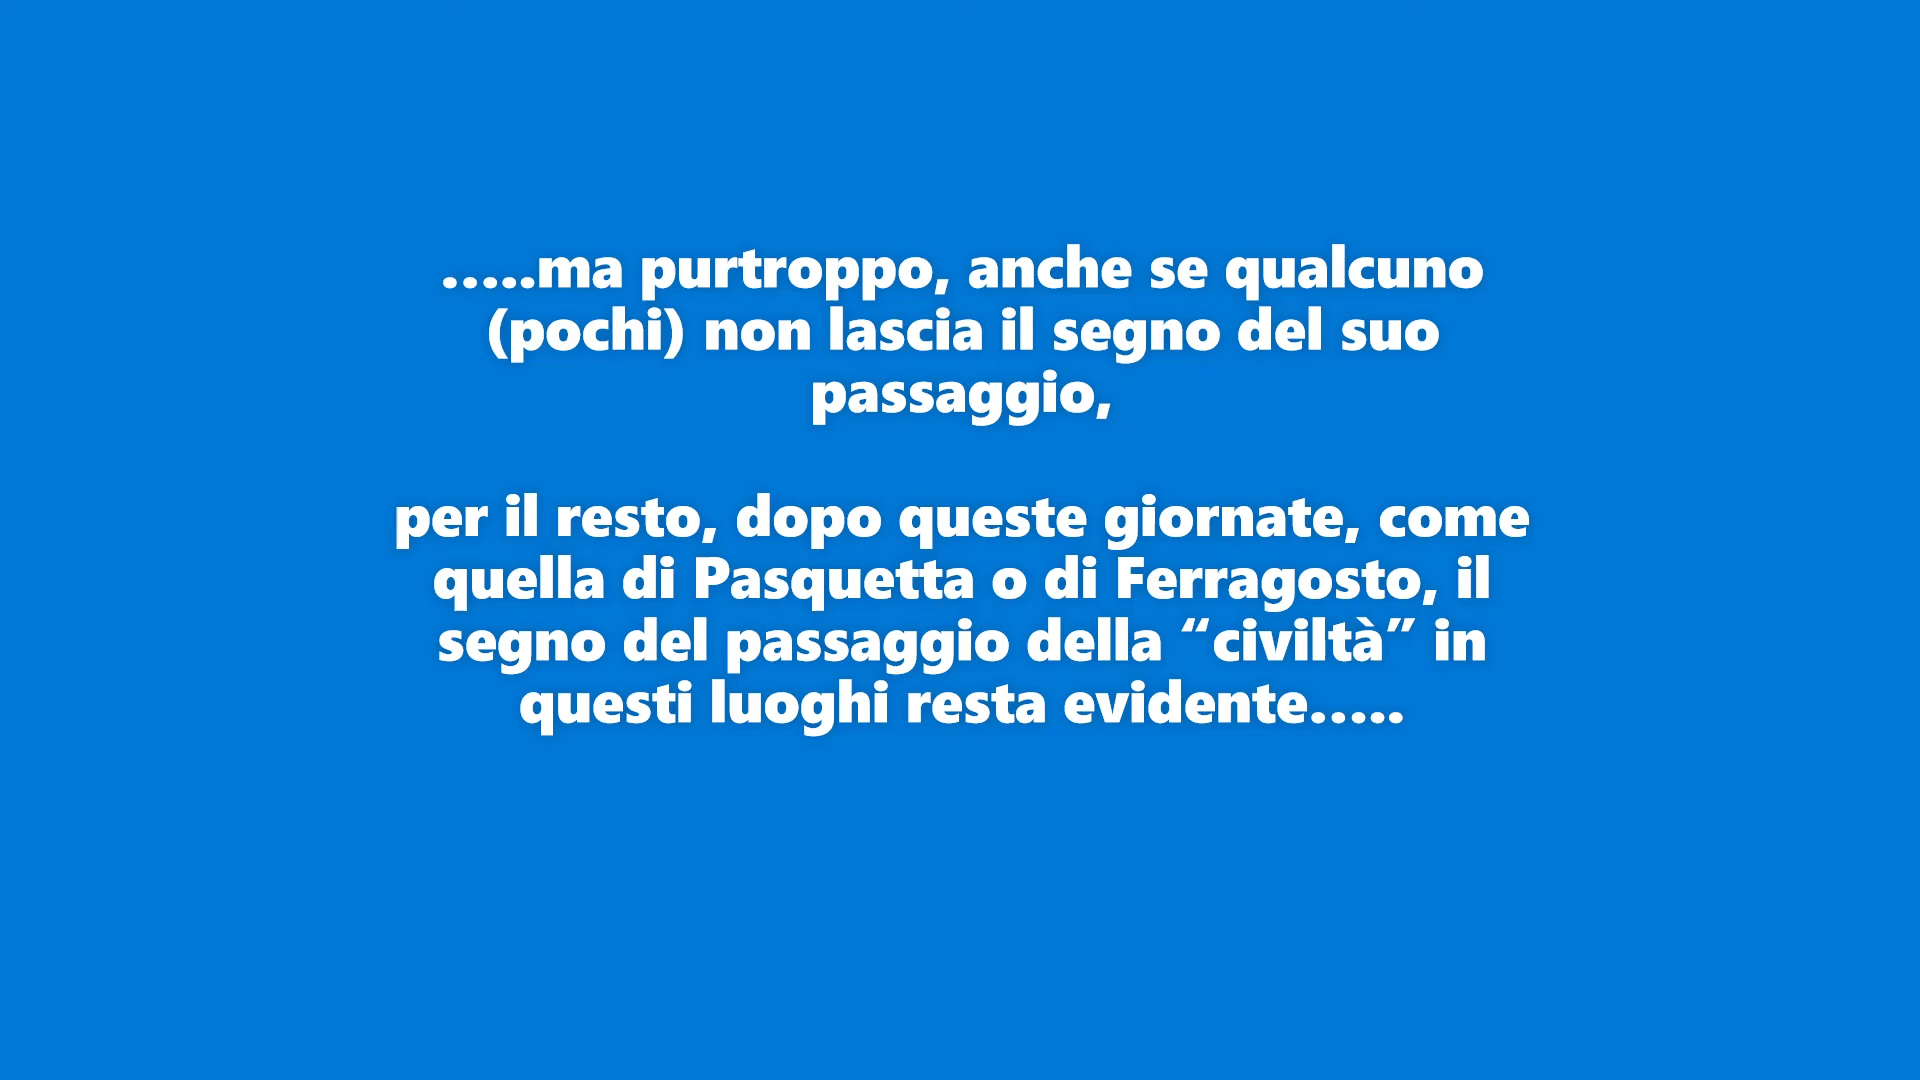 .....ma purtroppo, anche se qualcuno
(pochi) non lascia il segno del suo
passaggio,
per il resto, dopo queste giornate, come
quella di Pasquetta o di Ferragosto, il
segno del passaggio della “civiltà” in
questi luoghi resta evidente.....